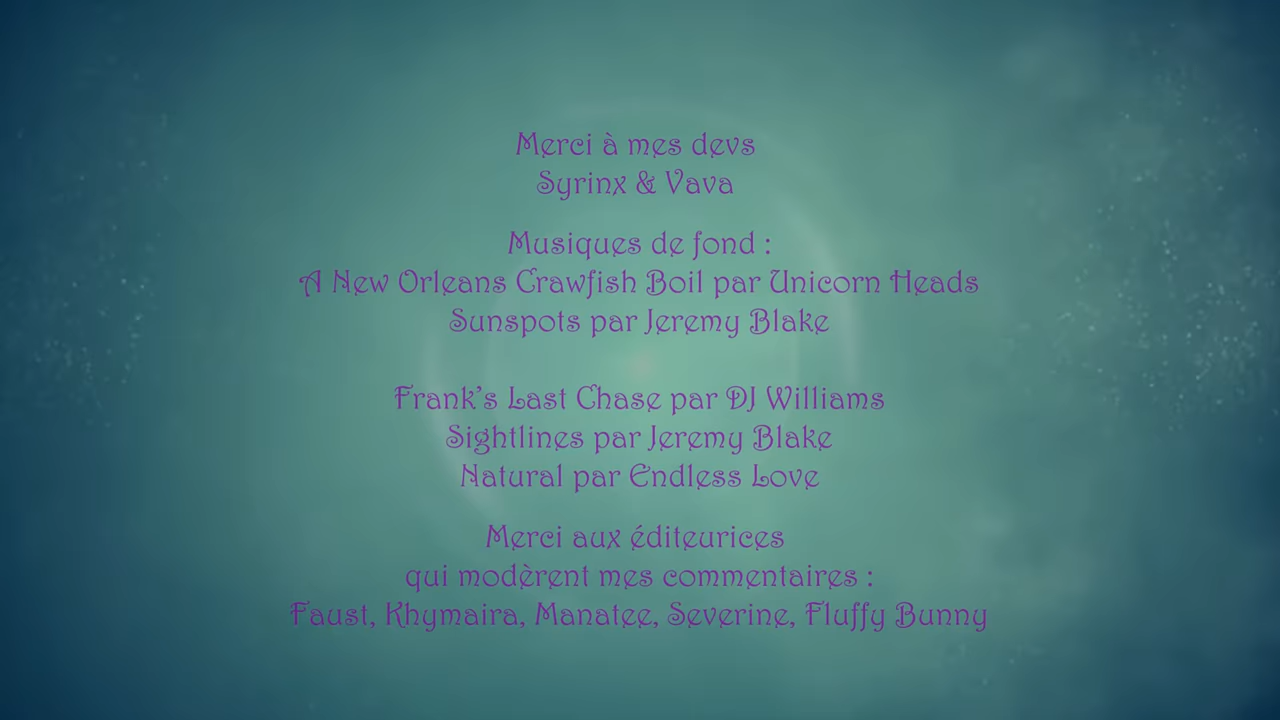 Merci à mes devs
Syrinx & Vava
Musiques de fond :
A New Orleans Crawfish Boil par Unicorn Heads
Sunspots par Jeremy Blake
Frank's Last Chase par DJ Williams
Sightlines par Jeremy Blake
Natural par Endless Love
Merci aux éditeurices
qui modèrent mes commentaires :
Faust, Khymaira, Manatee, Severine, Fluffy Bunny